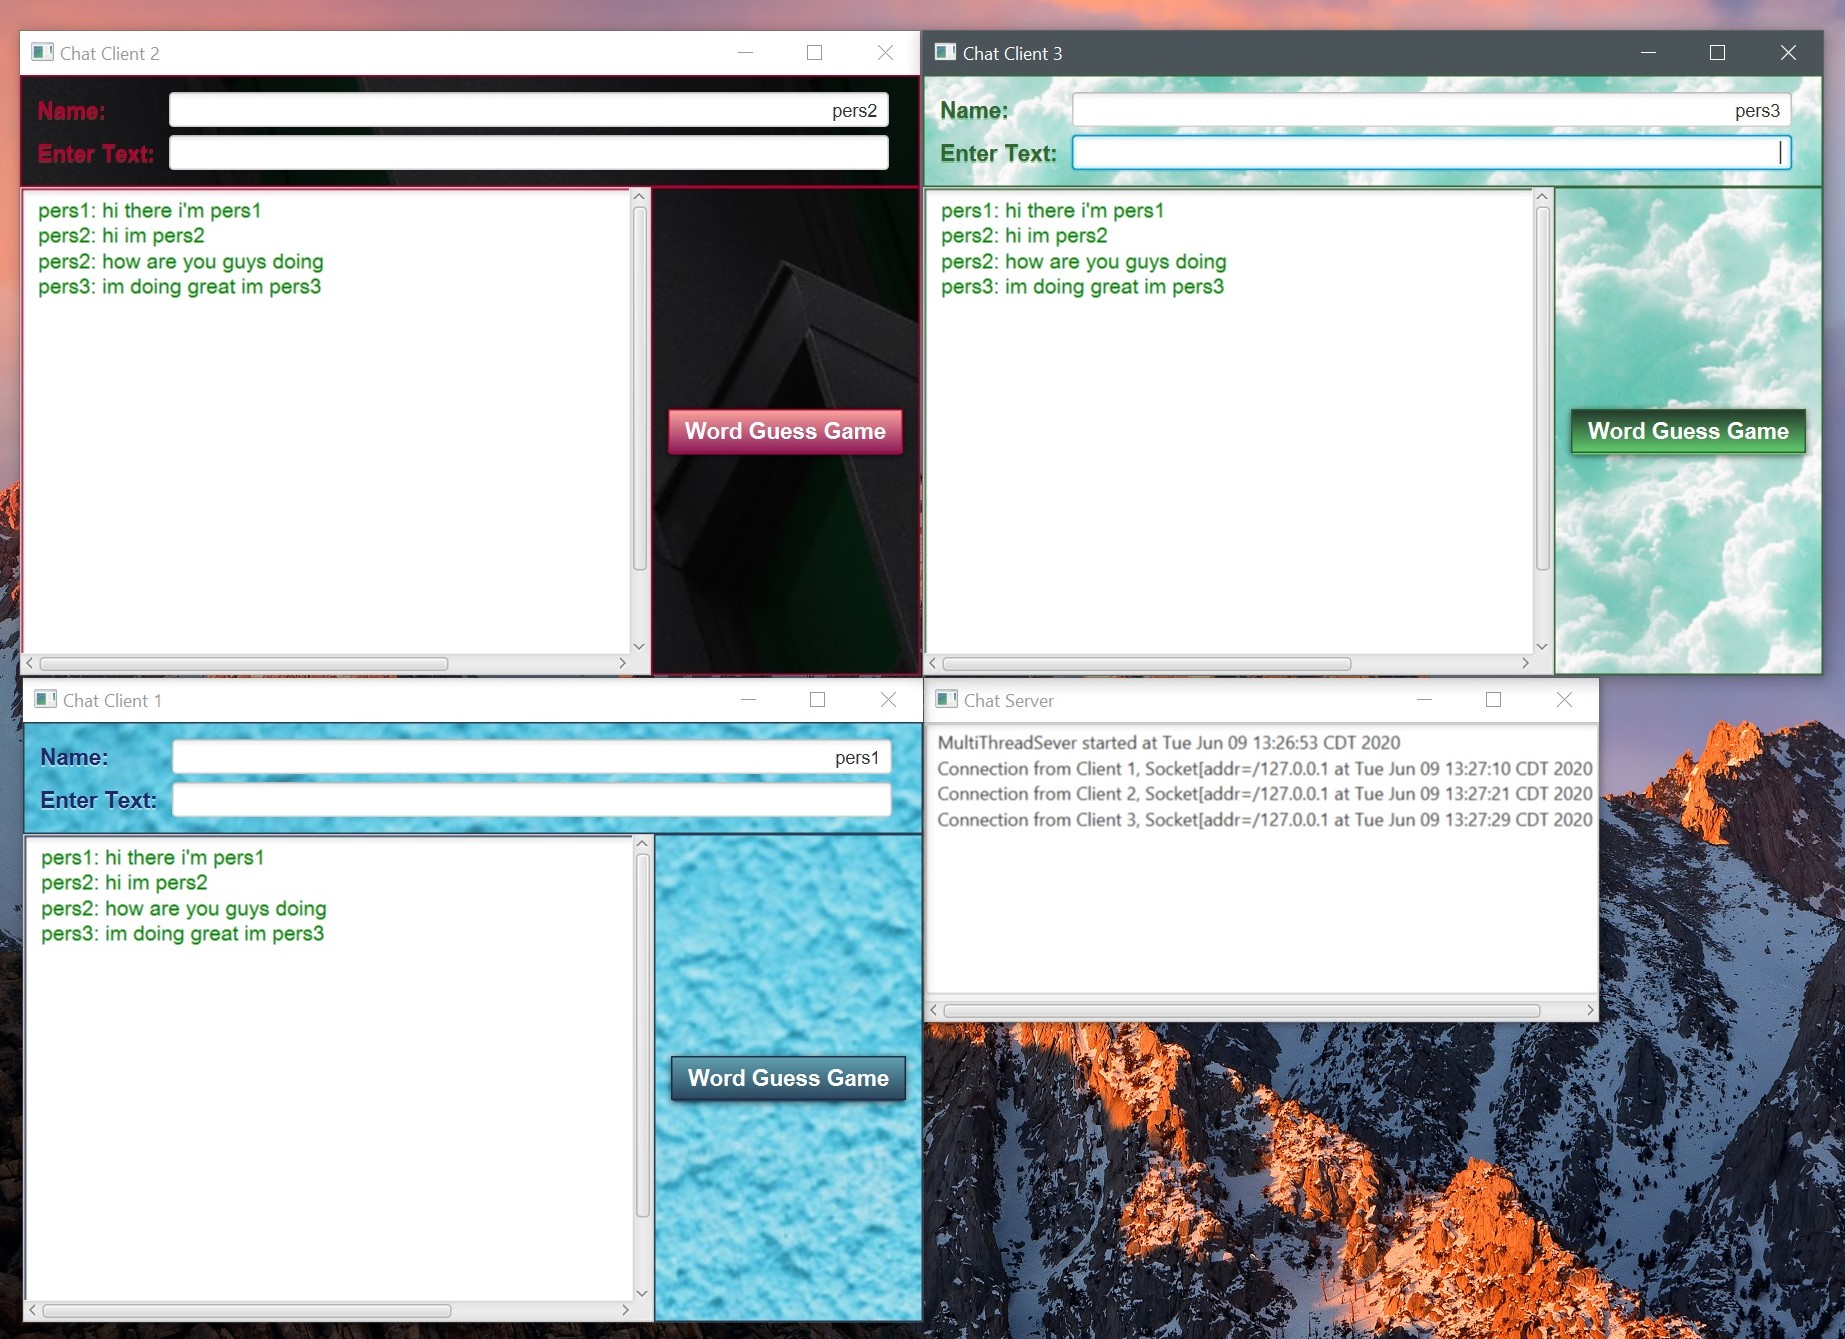 Chat Client 2
Name:
pers2
Enter Text:
pers1: hi there i'm pers1
pers2: hi im pers2
pers2: how are you guys doing
pers3: im doing great im pers3
Word Guess Game
Chat Client 3
Name:
pers3
Enter Text:
pers1: hi there i'm pers1
pers2: hi im pers2
pers2: how are you guys doing
pers3: im doing great im pers3
Word Guess Game
Chat Client 1
Name:
pers1
Enter Text:
pers1: hi there i'm pers1
pers2: hi im pers2
pers2: how are you guys doing
pers3: im doing great im pers3
Word Guess Game
Chat Server
MultiThreadSever started at Tue Jun 09 13:26:53 CDT 2020
Connection from Client 1, Socket[addr=/127.0.0.1 at Tue Jun 09 13:27:10 CDT 2020
Connection from Client 2, Socket[addr=/127.0.0.1 at Tue Jun 09 13:27:21 CDT 2020
Connection from Client 3, Socket[addr=/127.0.0.1 at Tue Jun 09 13:27:29 CDT 2020